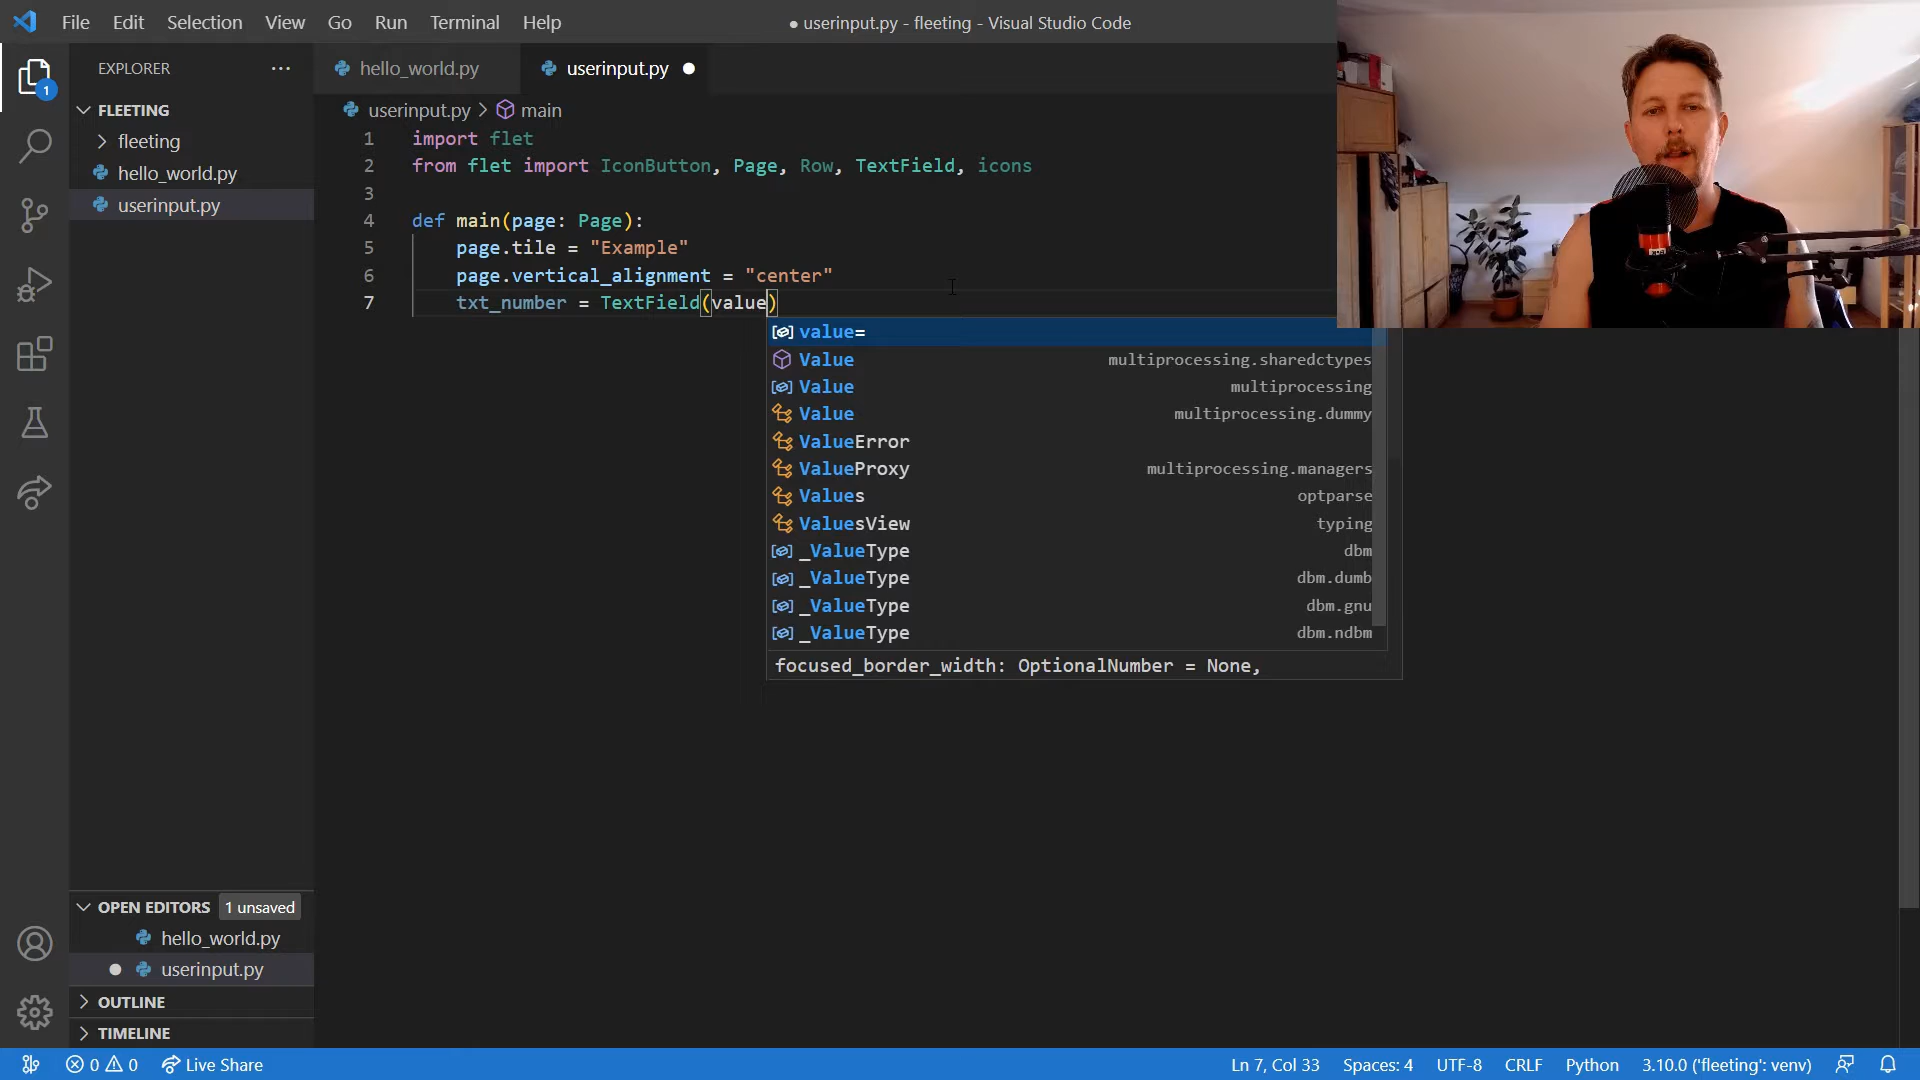 File Edit Selection View Go Run Terminal Help
● userinput.py - fleeting - Visual Studio Code
EXPLORER ...
hello_world.py
userinput.py ●
1
FLEETING
fleeting
hello_world.py
userinput.py
userinput.py > main
1 import flet
2 from flet import IconButton, Page, Row, TextField, icons
3
4 def main(page: Page):
5 page.tile = "Example"
6 page.vertical_alignment = "center"
7 txt_number = TextField(value)
value=
Value multiprocessing.sharedctypes
Value multiprocessing
Value multiprocessing.dummy
ValueError
ValueProxy multiprocessing.managers
Values optparse
ValuesView typing
_ValueType dbm
_ValueType dbm.dumb
_ValueType dbm.gnu
_ValueType dbm.ndbm
focused_border_width: OptionalNumber = None,
OPEN EDITORS 1 unsaved
hello_world.py
● userinput.py
OUTLINE
TIMELINE
0 0 Live Share
Ln 7, Col 33 Spaces: 4 UTF-8 CRLF Python 3.10.0 ('fleeting': venv)